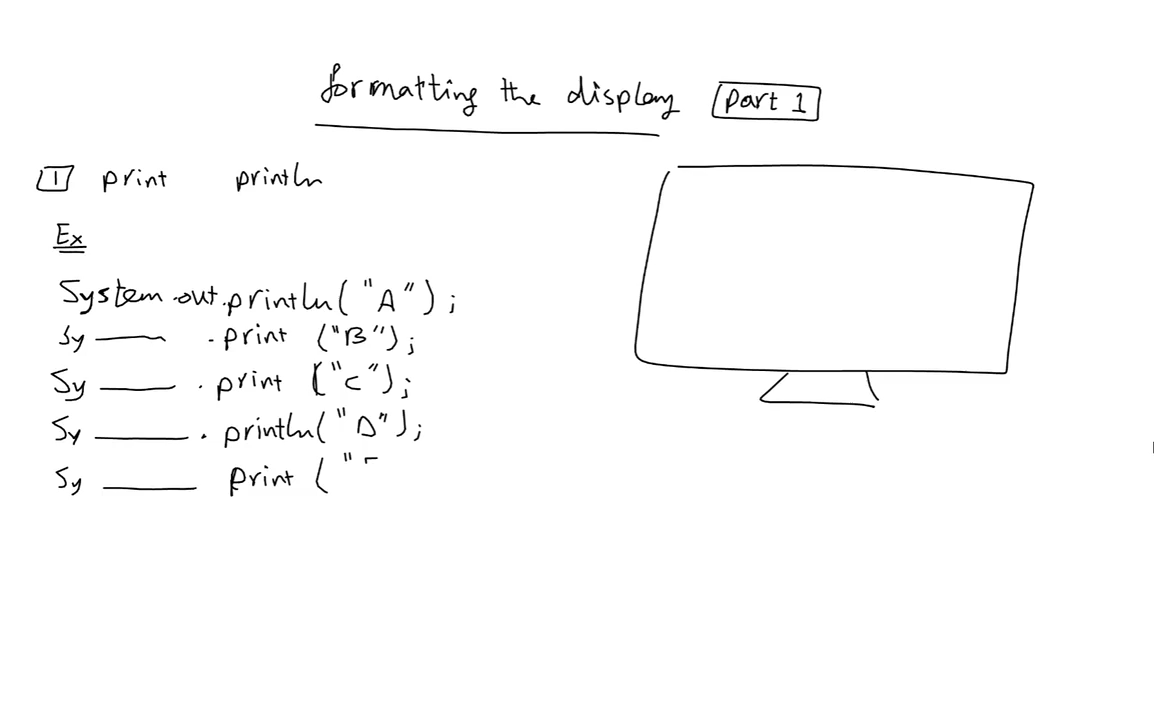 formatting the display Part 1
1 print println
Ex
System.out.println("A");
Sy .print ("B");
Sy .print ("C");
Sy .println("D");
Sy print ("